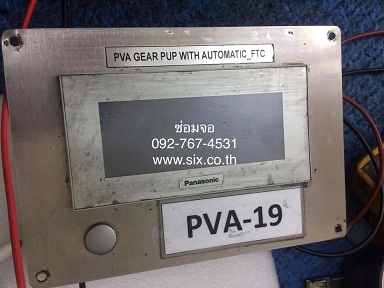 PVA GEAR PUP WITH AUTOMATIC_FTC
ซ่อมจอ
092-767-4531
www.six.co.th
Panasonic
PVA-19